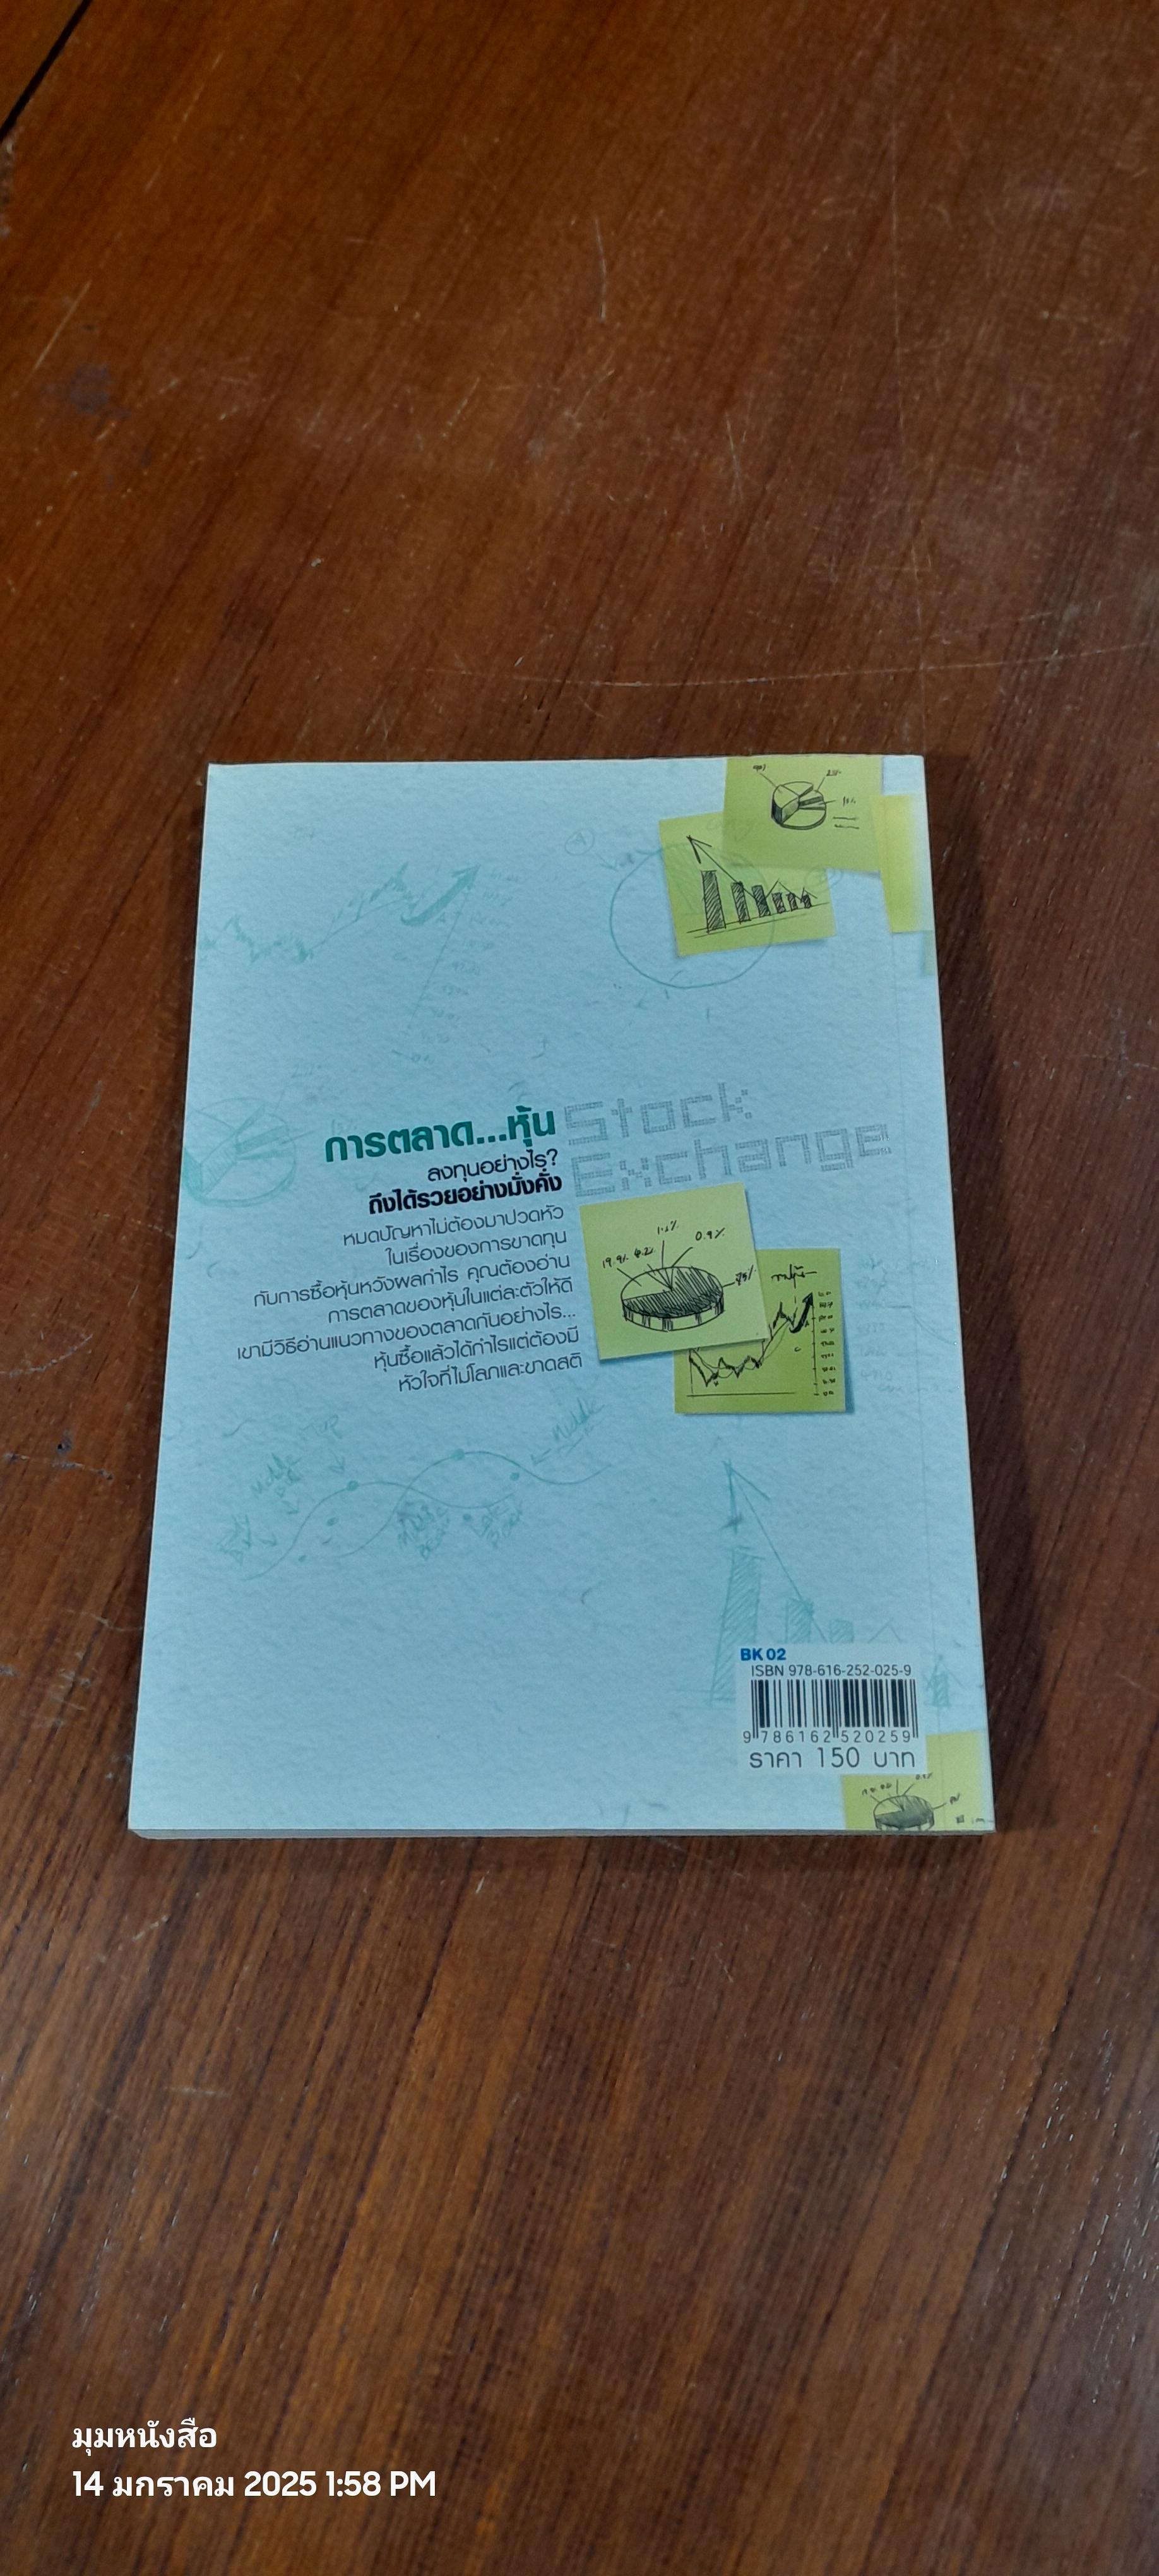 การตลาด...หุ้น
Stock
Exchange
ลงทุนอย่างไร?
ถึงได้รวยอย่างมั่งคั่ง
หมดปัญหาไม่ต้องมาปวดหัว
ในเรื่องของการขาดทุน
กับการซื้อหุ้นหวังผลกำไร คุณต้องอ่าน
การตลาดของหุ้นในแต่ละตัวให้ดี
เขามีวิธีอ่านแนวทางของตลาดกันอย่างไร...
หุ้นซื้อแล้วได้กำไรแต่ต้องมี
หัวใจที่ไม่โลภและขาดสติ
0.9%
BK 02
ISBN 978-616-252-025-9
9 786162 520259
ราคา 150 บาท
มุมหนังสือ
14 มกราคม 2025 1:58 PM